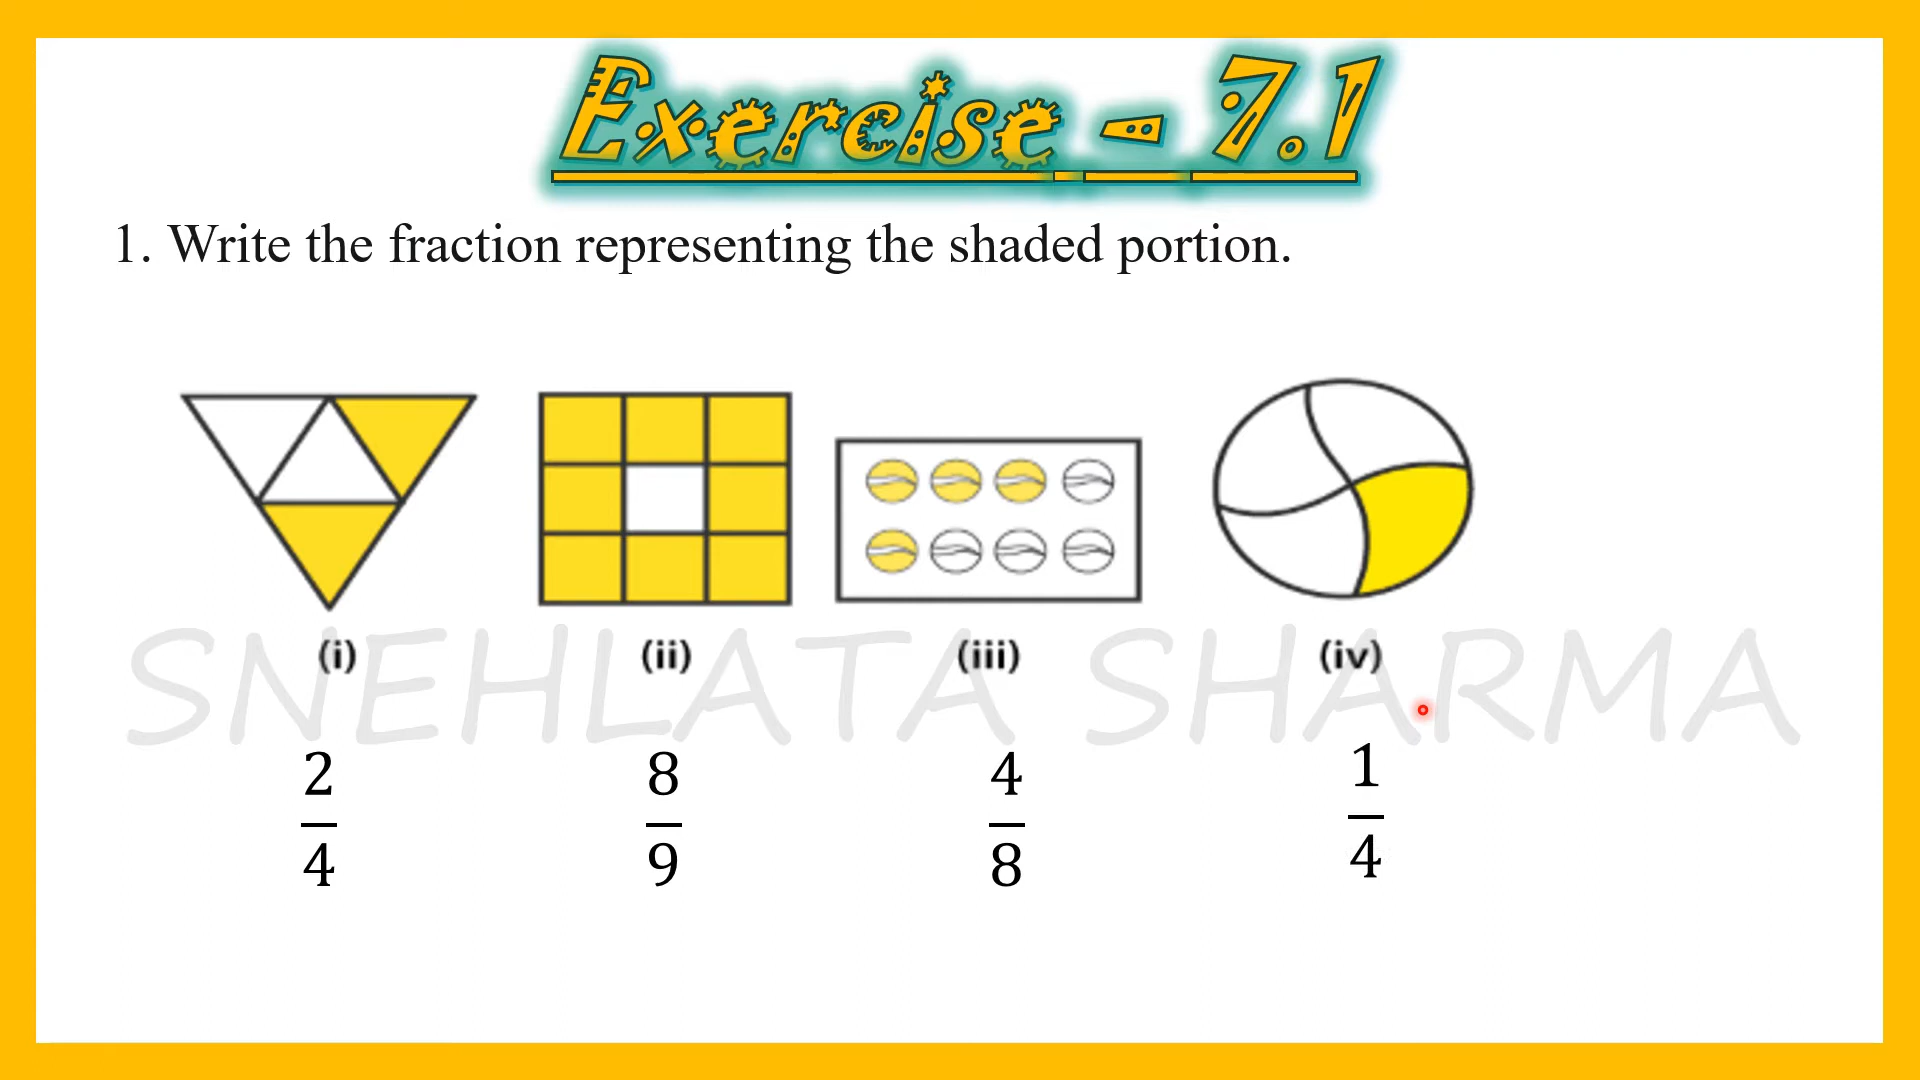 Exercise - 7.1
1. Write the fraction representing the shaded portion.
(i) (ii) (iii) (iv)
SNEHLATA SHARMA
2/4 8/9 4/8 1/4